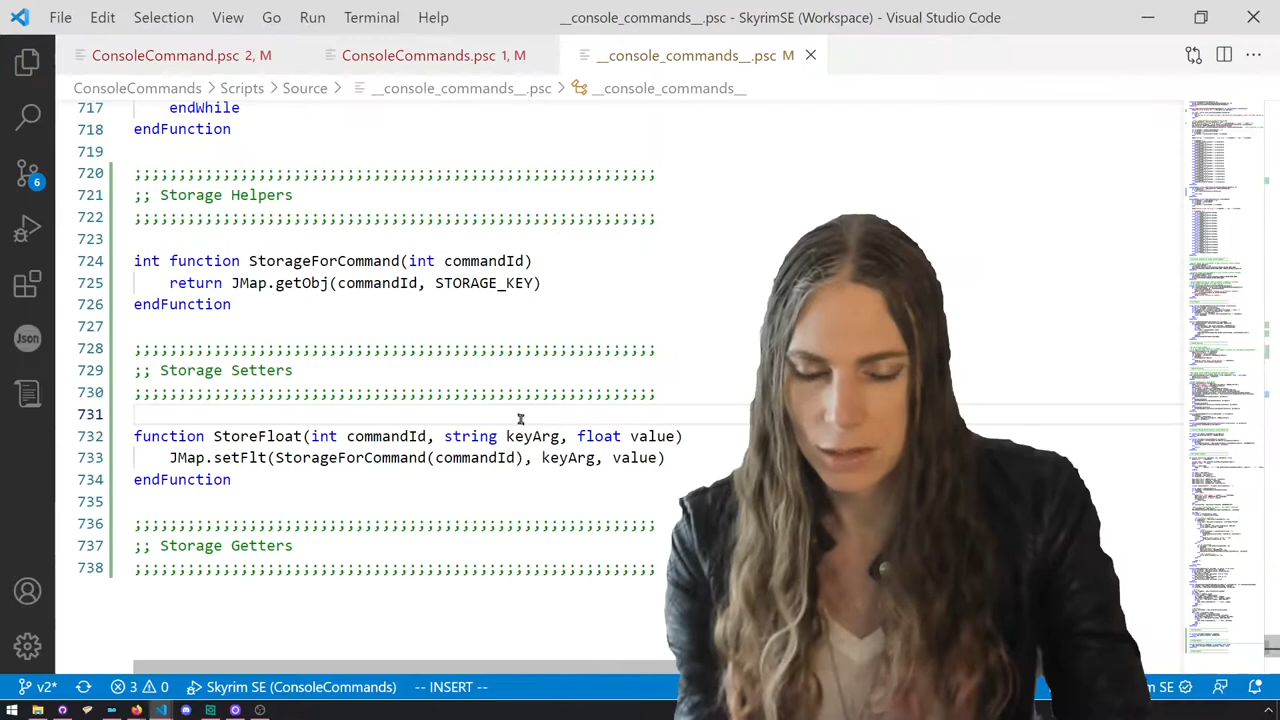 File Edit Selection View Go Run Terminal Help __console_commands__.psc - SkyrimSE (Workspace) - Visual Studio Code
ConsoleCommand.psc 2, M ConsoleCommands.psc 1, M __console_commands__.psc M
ConsoleCommands > Scripts > Source > __console_commands__.psc > __console_commands__
717 endWhile
718 endFunction
719
720 ;;;;;;;;;;;;;;;;;;;;;;;;;;;;;;;;;;;;;;;;;;;;;;;;;;;;;;;;;;;;
721 ;; Storage Helpers
722 ;;;;;;;;;;;;;;;;;;;;;;;;;;;;;;;;;;;;;;;;;;;;;;;;;;;;;;;;;;;;
723
724 int function StorageForCommand(int commandId)
725 return JMap.getObj(commandId, STORAGE
726 endFunction
727
728 ;;;;;;;;;;;;;;;;;;;;;;;;;;;;;;;;;;;;;;;;;;;;;;;;;;;;;;;;;;;;
729 ;; Storage Setters
730 ;;;;;;;;;;;;;;;;;;;;;;;;;;;;;;;;;;;;;;;;;;;;;;;;;;;;;;;;;;;;
731
732 function StoreFloat(int commandId, string keyArg, float value)
733 JMap.setFlt(StorageForCommand(commandId), keyArg, value)
734 endFunction
735
736 ;;;;;;;;;;;;;;;;;;;;;;;;;;;;;;;;;;;;;;;;;;;;;;;;;;;;;;;;;;;;
737 ;; Storage Getters
738 ;;;;;;;;;;;;;;;;;;;;;;;;;;;;;;;;;;;;;;;;;;;;;;;;;;;;;;;;;;;;
6
Json
v2* 3 0 Skyrim SE (ConsoleCommands) -- INSERT -- SE